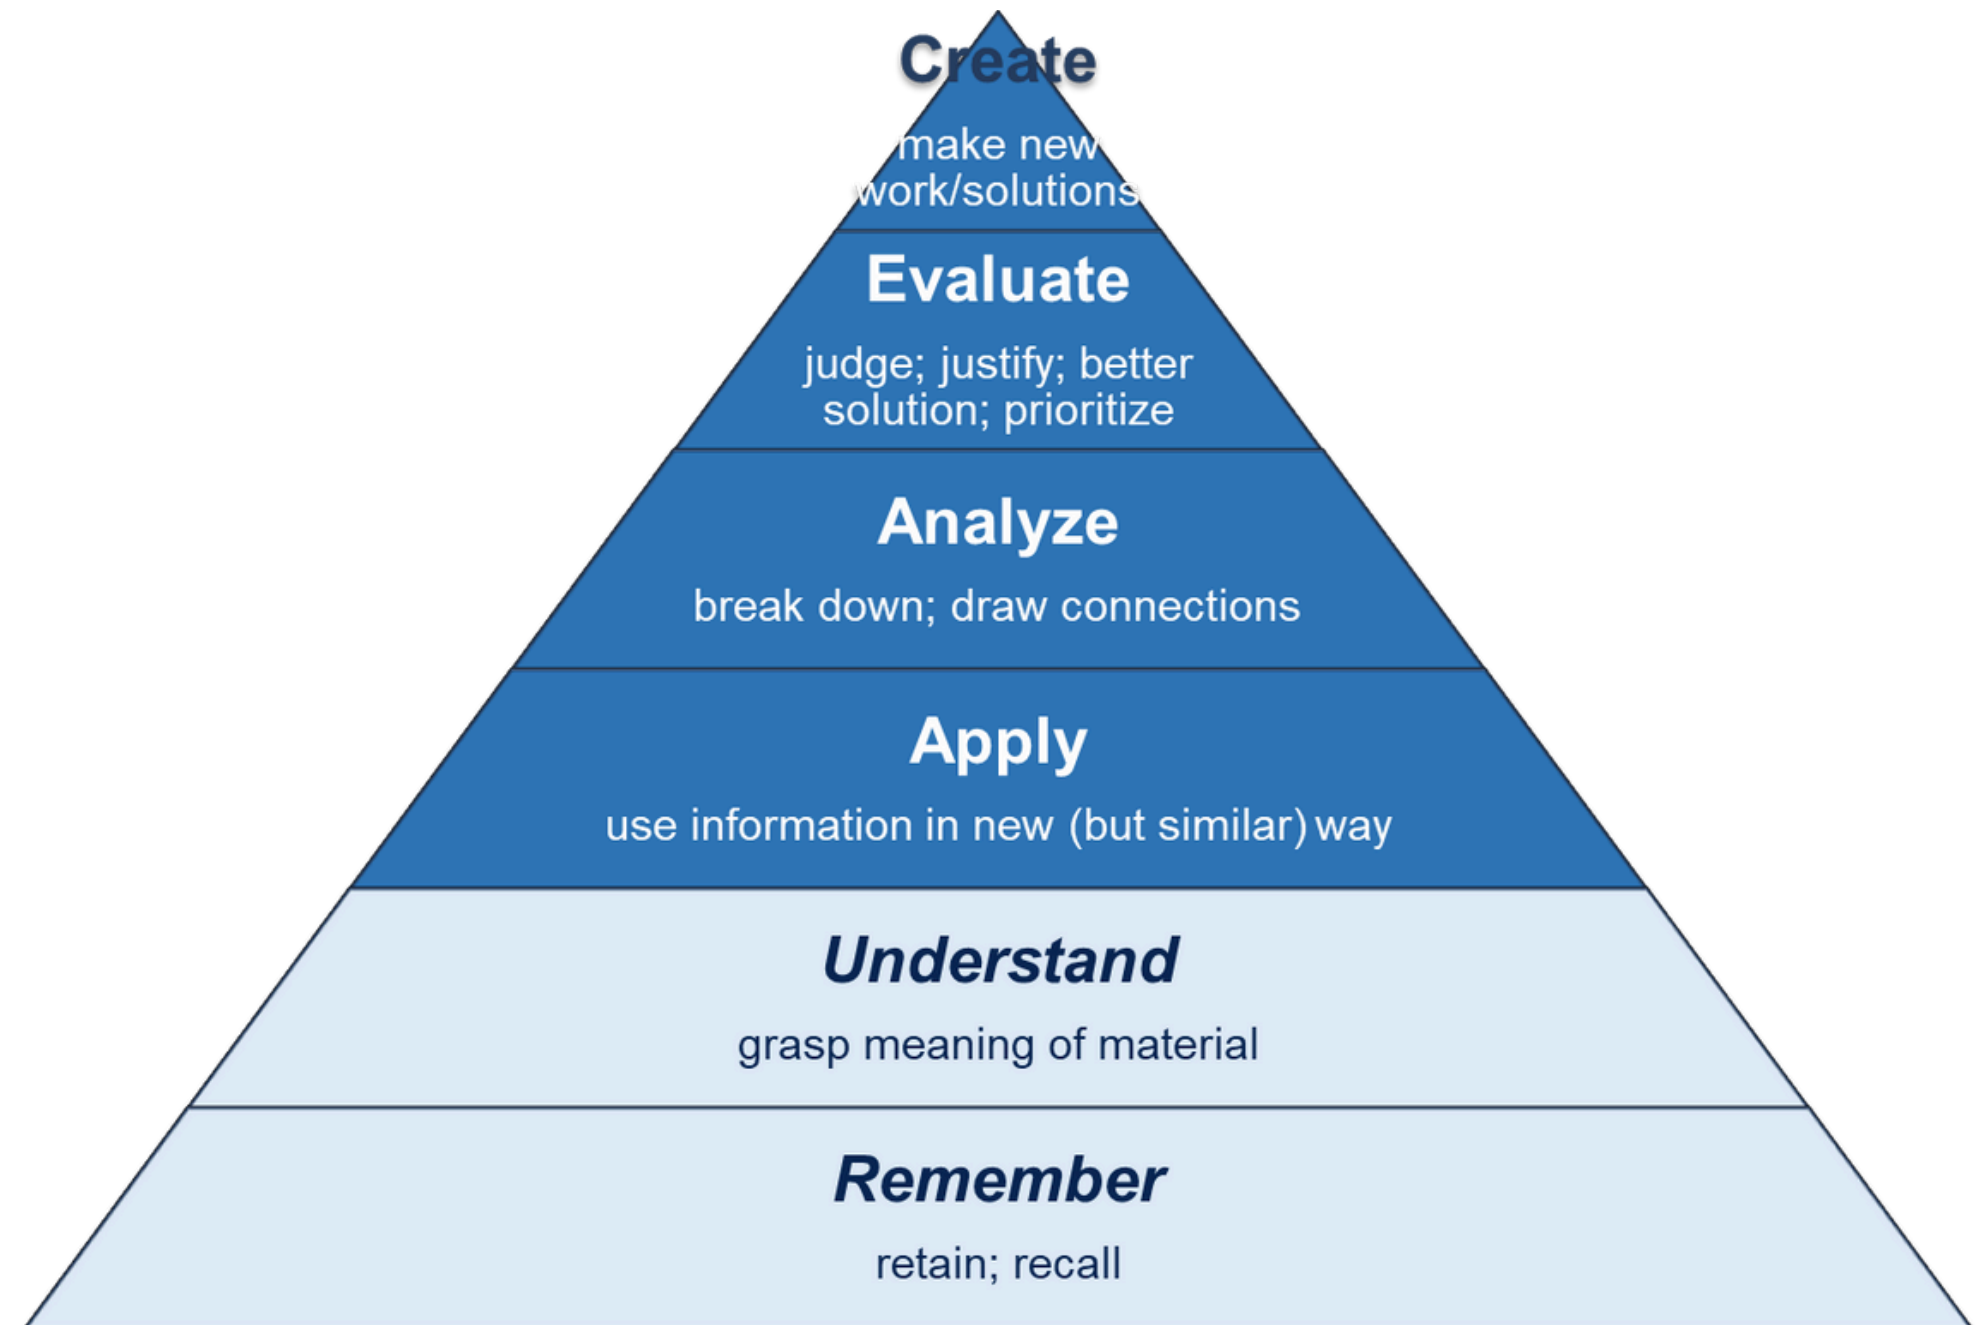 Create
make new
work/solutions
Evaluate
judge; justify; better
solution; prioritize
Analyze
break down; draw connections
Apply
use information in new (but similar) way
Understand
grasp meaning of material
Remember
retain; recall